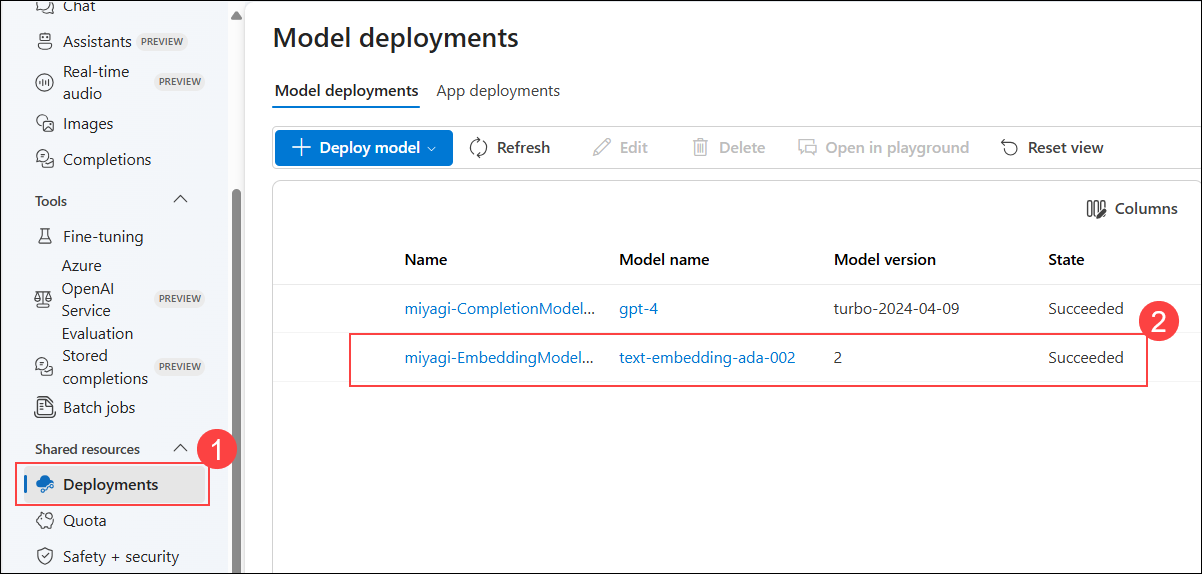 Chat
Assistants PREVIEW
Real-time
audio
PREVIEW
Images
Completions
Tools
Fine-tuning
Azure
OpenAI
Service
Evaluation
PREVIEW
Stored
completions
PREVIEW
Batch jobs
Shared resources
1
Deployments
Quota
Safety + security
Model deployments
Model deployments App deployments
Deploy model Refresh Edit Delete Open in playground Reset view
Columns
Name Model name Model version State
miyagi-CompletionModel... gpt-4 turbo-2024-04-09 Succeeded
2
miyagi-EmbeddingModel... text-embedding-ada-002 2 Succeeded